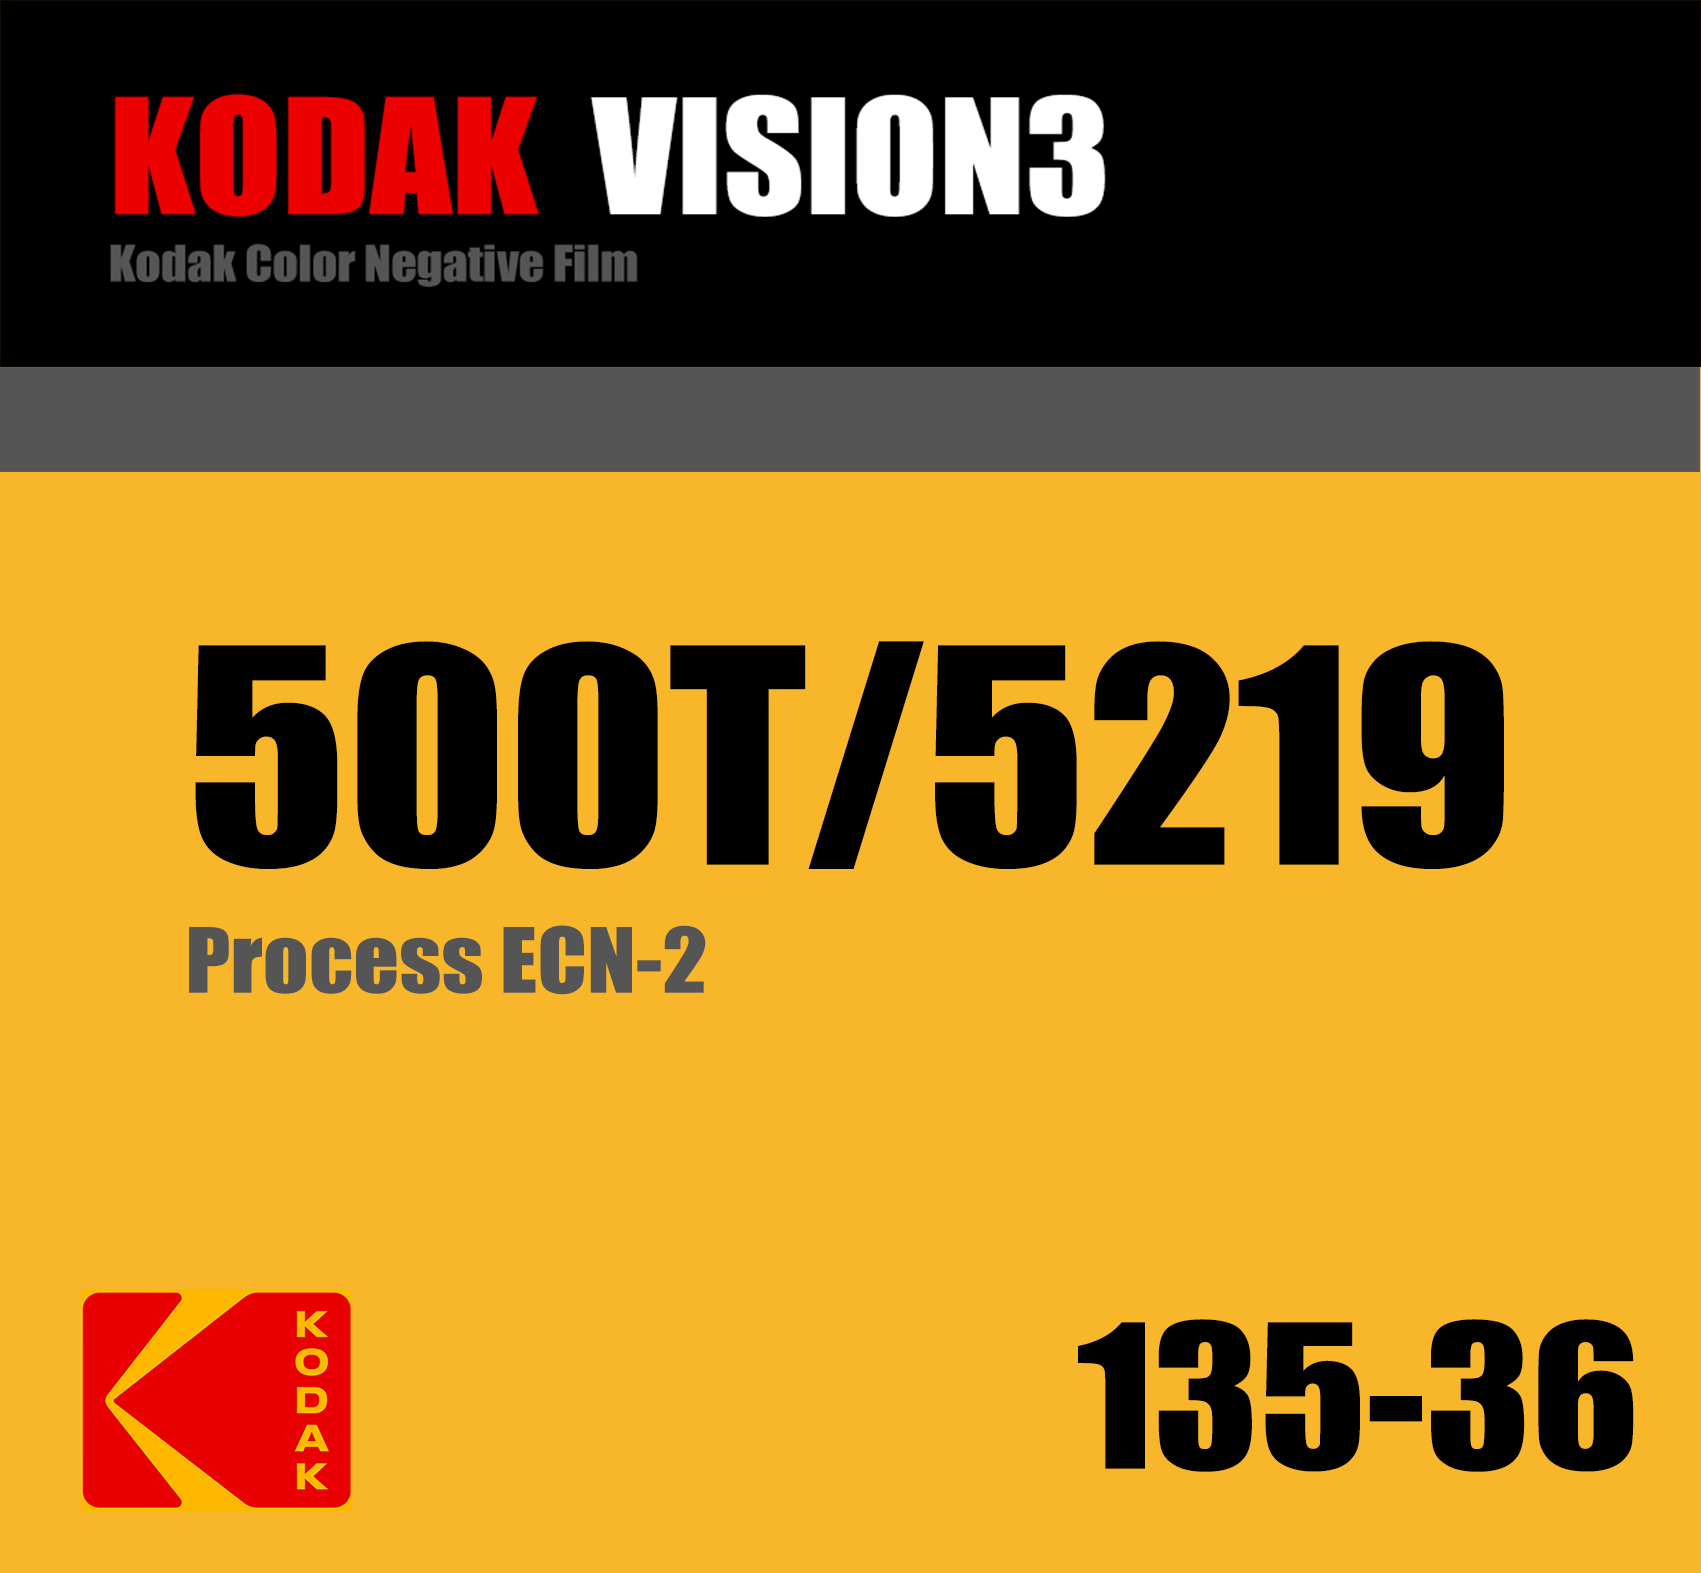 KODAK VISION3
Kodak Color Negative Film
500T/5219
Process ECN-2
KODAK
135-36